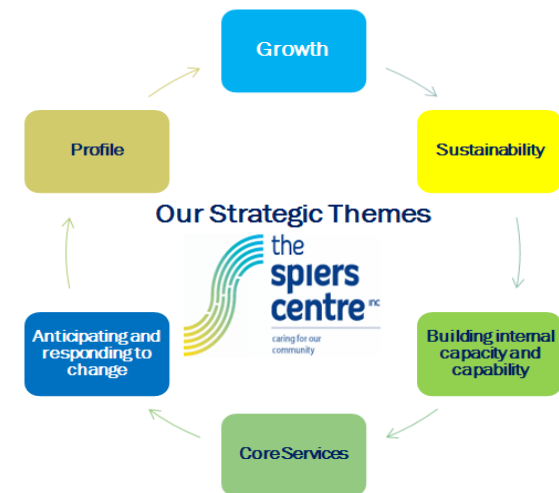 Growth
Sustainability
Building internal
capacity and
capability
Core Services
Anticipating and
responding to
change
Profile
Our Strategic Themes
the
spiers
centre inc
caring for our
community